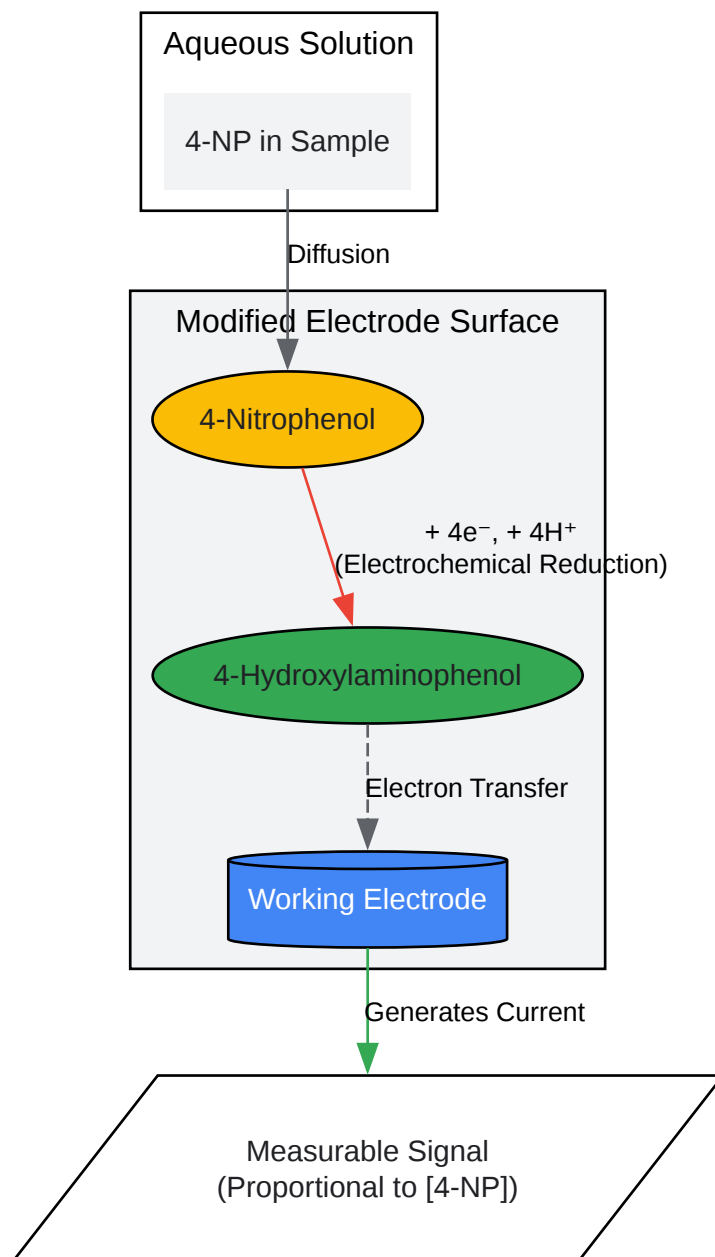 Aqueous Solution
4-NP in Sample
Diffusion
Modified Electrode Surface
4-Nitrophenol
+ 4e⁻, + 4H⁺
(Electrochemical Reduction)
4-Hydroxylaminophenol
Electron Transfer
Working Electrode
Generates Current
Measurable Signal
(Proportional to [4-NP])